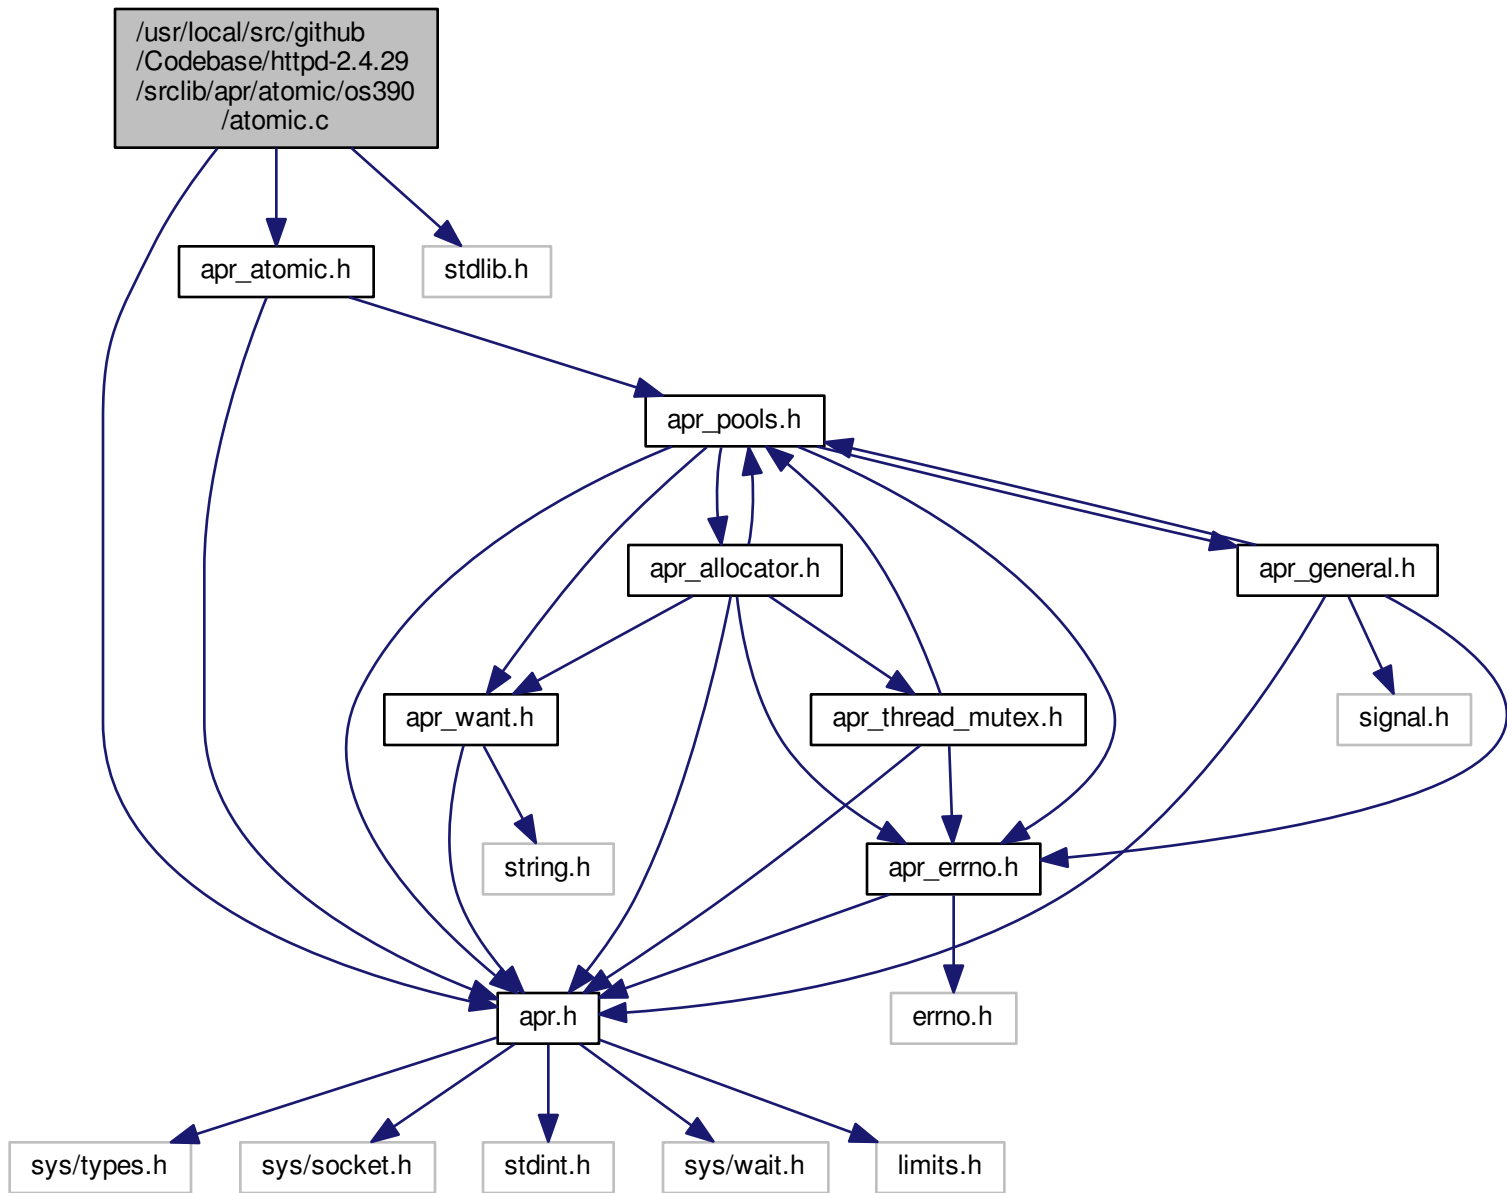 /usr/local/src/github
/Codebase/httpd-2.4.29
/srclib/apr/atomic/os390
/atomic.c
apr_atomic.h
stdlib.h
apr_pools.h
apr_allocator.h
apr_general.h
apr_want.h
apr_thread_mutex.h
signal.h
string.h
apr_errno.h
apr.h
errno.h
sys/types.h
sys/socket.h
stdint.h
sys/wait.h
limits.h